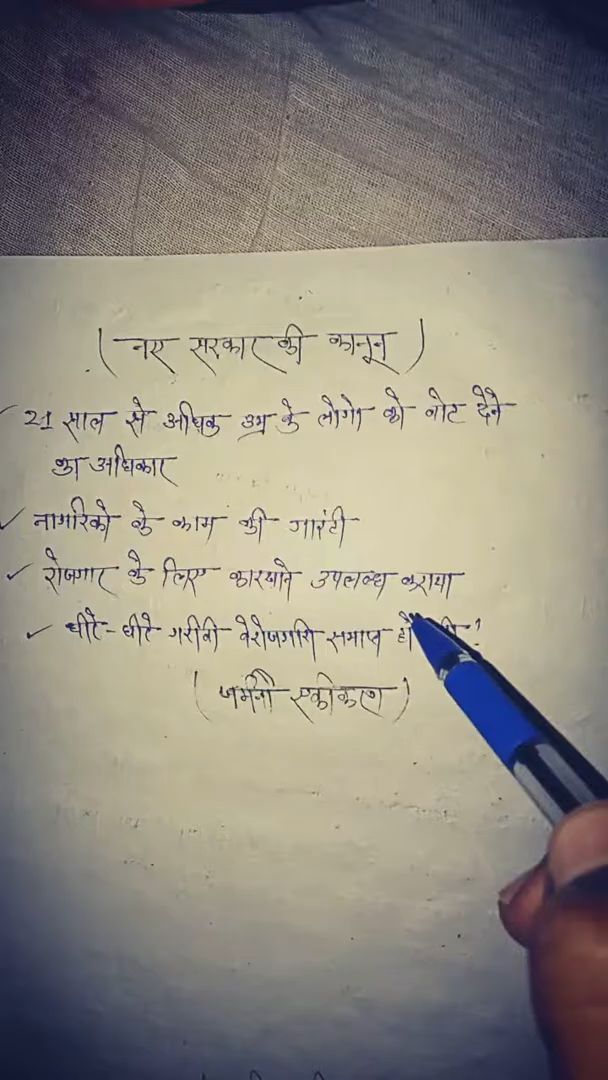 ( नए सरकार की कानून )
21 साल से अधिक उम्र के लोगो को वोट देने
का अधिकार
✓ नागरिको के काम की गारंटी
✓ रोजगार के लिए कारखाने उपलब्ध कराया
✓ धीरे-धीरे गरीबी बेरोजगारी समाप्त हो
( जर्मनी एकीकरण )